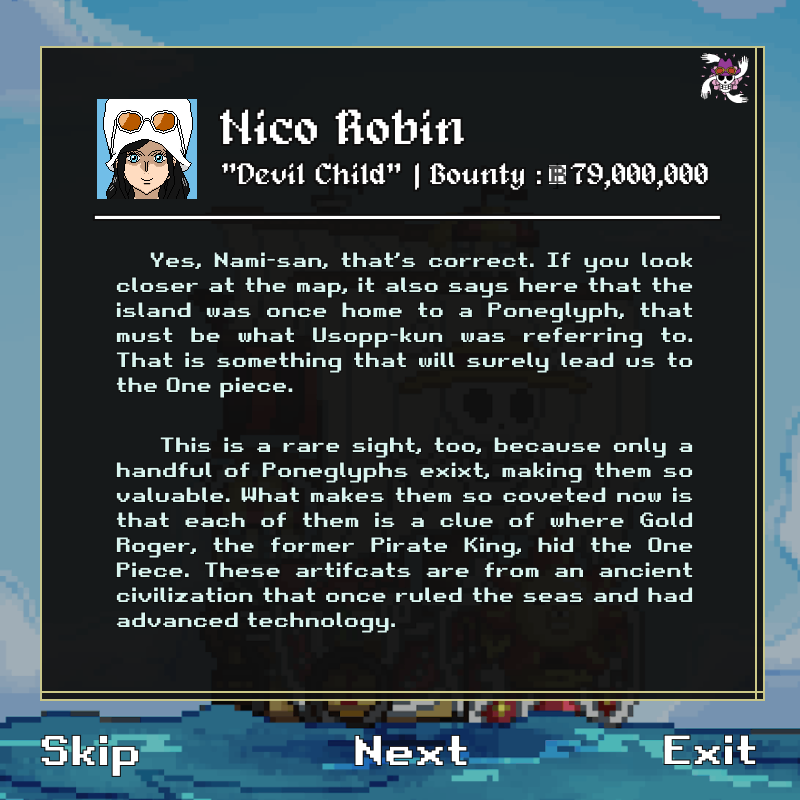 Nico Robin
"Devil Child" | Bounty : 79,000,000
Yes, Nami-san, that's correct. If you look
closer at the map, it also says here that the
island was once home to a Poneglyph, that
must be what Usopp-kun was referring to.
That is something that will surely lead us to
the One piece.
This is a rare sight, too, because only a
handful of Poneglyphs exixt, making them so
valuable. What makes them so coveted now is
that each of them is a clue of where Gold
Roger, the former Pirate King, hid the One
Piece. These artifcats are from an ancient
civilization that once ruled the seas and had
advanced technology.
Skip Next Exit